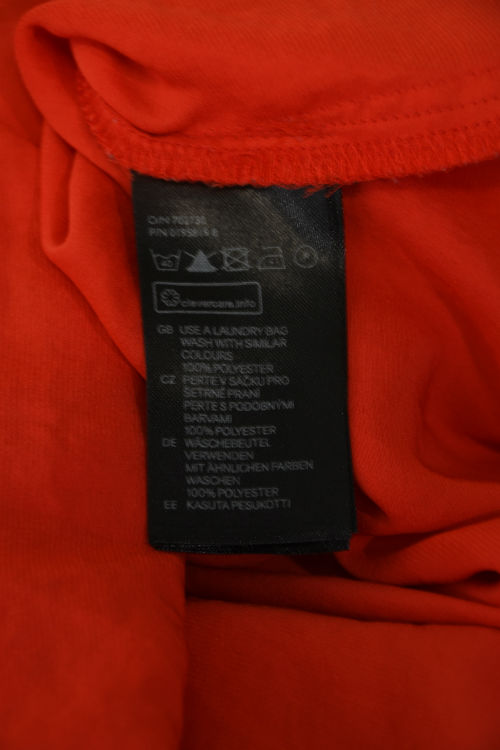 clevercare.info
GB USE A LAUNDRY BAG
WASH WITH SIMILAR
COLOURS
100% POLYESTER
CZ PERTE V SÁČKU PRO
ŠETRNÉ PRANÍ
PERTE S PODOBNÝMI
BARVAMI
100% POLYESTER
DE WÄSCHEBEUTEL
VERWENDEN
MIT ÄHNLICHEN FARBEN
WASCHEN
100% POLYESTER
EE KASUTA PESUKOTTI